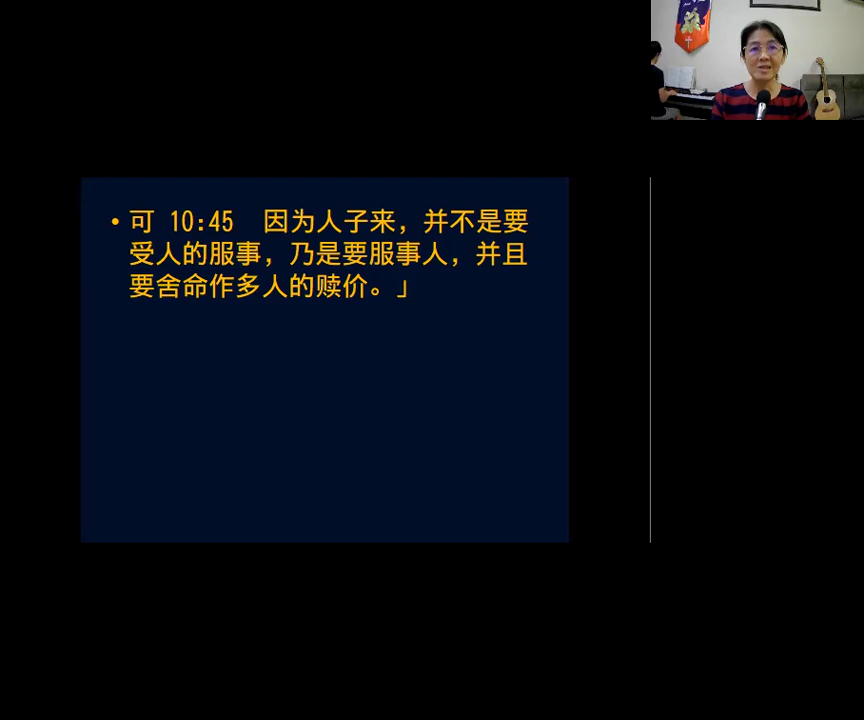 • 可 10:45 因为人子来，并不是要
受人的服事，乃是要服事人，并且
要舍命作多人的赎价。」